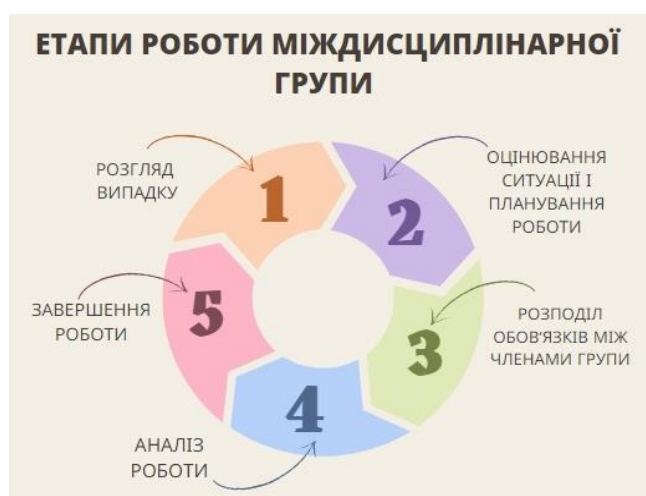 ЕТАПИ РОБОТИ МІЖДИСЦИПЛІНАРНОЇ
ГРУПИ
1
РОЗГЛЯД
ВИПАДКУ
2
ОЦІНЮВАННЯ
СИТУАЦІЇ І
ПЛАНУВАННЯ
РОБОТИ
3
РОЗПОДІЛ
ОБОВ'ЯЗКІВ МІЖ
ЧЛЕНАМИ ГРУПИ
4
АНАЛІЗ
РОБОТИ
5
ЗАВЕРШЕННЯ
РОБОТИ